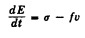 dE/dt = σ - fv